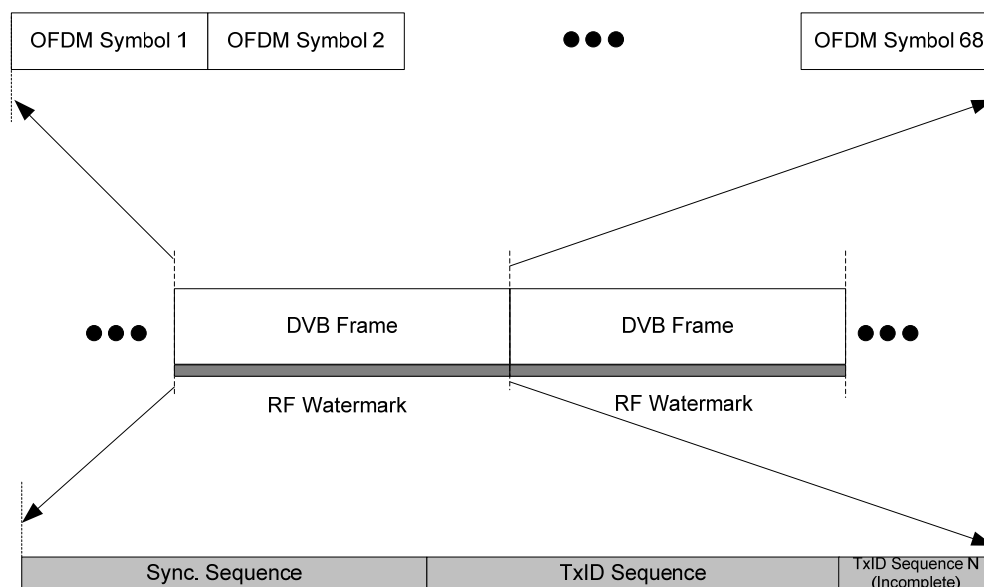 OFDM Symbol 1
OFDM Symbol 2
OFDM Symbol 68
DVB Frame
DVB Frame
RF Watermark
RF Watermark
Sync. Sequence
TxID Sequence
TxID Sequence N
(Incomplete)